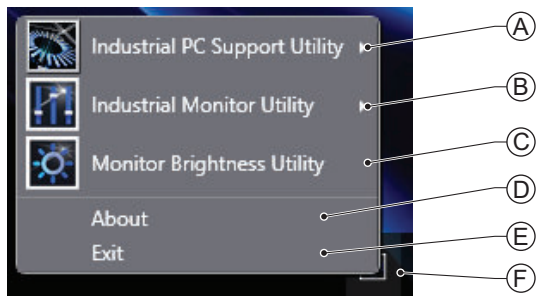 Industrial PC Support Utility A
Industrial Monitor Utility B
Monitor Brightness Utility C
About D
Exit E
F